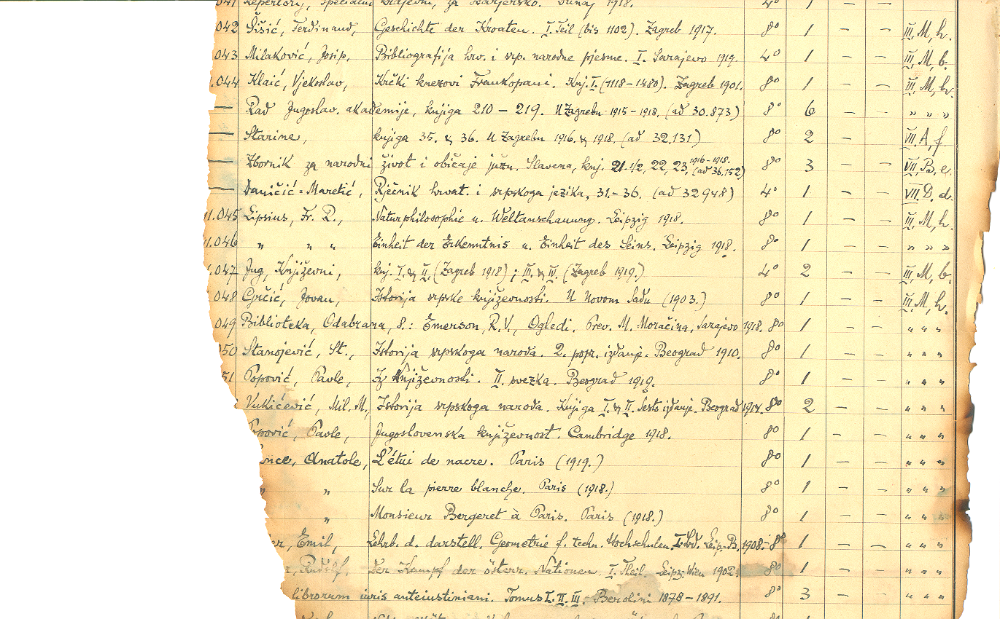 041 Repertorij, specialni krajevni, za Štajersko. Dunaj 1918. 4° 1 — —
042 Šišić, Ferdinand, Geschichte der Kroaten. I. Teil (bis 1102). Zagreb 1917. 8° 1 — — III, M, h.
043 Milaković, Josip, Bibliografija hrv. i srp. narodne pjesme. I. Sarajevo 1919. 4° 1 — — III, M, b.
1.044 Klaić, Vjekoslav, Krčki knezovi Frankopani. Knj. I. (1118–1480). Zagreb 1901. 8° 1 — — III, M, h.
— Rad Jugoslav. akademije, knjiga 210 – 219. U Zagrebu 1915–1918. (ad 30.873) 8° 6 — — „ „ „
— Starine, knjiga 35. & 36. U Zagrebu 1916. & 1918. (ad 32.131) 8° 2 — VII. A, f.
— Zbornik za narodni život i običaje južn. Slavena, knj. 21. 1/2, 22, 23, 1916–1918. (ad 36,152) 8° 3 — — VII, B, e.
— Daničić-Maretić, Rječnik hrvat. i srpskoga jezika, 31.–36. (ad 32948) 4° 1 — — VII. D. d.
11.045 Lipsius, Fr. R., Naturphilosophie u. Weltanschauung. Leipzig 1918. 8° 1 — — III, M, h.
1.046 „ „ „ Einheit der Erkenntnis u. Einheit des Seins. Leipzig 1918. 8° 1 — — „ „ „
.047 Jug, Književni, knj. I. & II. (Zagreb 1918); III. & IV. (Zagreb 1919.) 4° 2 — — III, M, b.
048 Grčić, Jovan, Istorija srpske književnosti. U Novom Sadu (1903.) 8° 1 — — III, M, h.
049 Biblioteka, Odabrana, 8.: Emerson, R. V., Ogledi. Prev. M. Moračina, Sarajevo 1918. 8° 1 — — „ „ „
050 Stanojević, St., Istorija srpskoga naroda. 2. popr. izdanje. Beograd 1910. 8° 1 — — „ „ „
51 Popović, Pavle, Iz književnosti. II. svezka. Beograd 1919. 8° 1 — — „ „ „
Vukićević, Mil. M., Istorija srpskoga naroda. Knjiga I. & II. Šesto izdanje. Beograd 1914. 8° 2 — — „ „ „
Popović, Pavle, Jugoslovenska književnost. Cambridge 1918. 8° 1 — — „ „ „
ance, Anatole, L'étui de nacre. Paris (1919.) 8° 1 — — „ „ „
„ „ Sur la pierre blanche. Paris (1918.) 8° 1 — — „ „ „
„ Monsieur Bergeret à Paris. Paris (1918.) 8° 1 — — „ „ „
er, Emil, Lehrb. d. darstell. Geometrie f. techn. Hochschulen. I. Bd. Leip.-B. 1908.– 8° 1 — — „ „ „
r, Rudolf, Der Kampf der österr. Nationen. I. Theil. Leipz. Wien 1902. 8° 1 — — „ „ „
librorum iuris anteiustiniani. Tomus I. II. III. Berolini 1878–1891. 8° 3 — — „ „ „